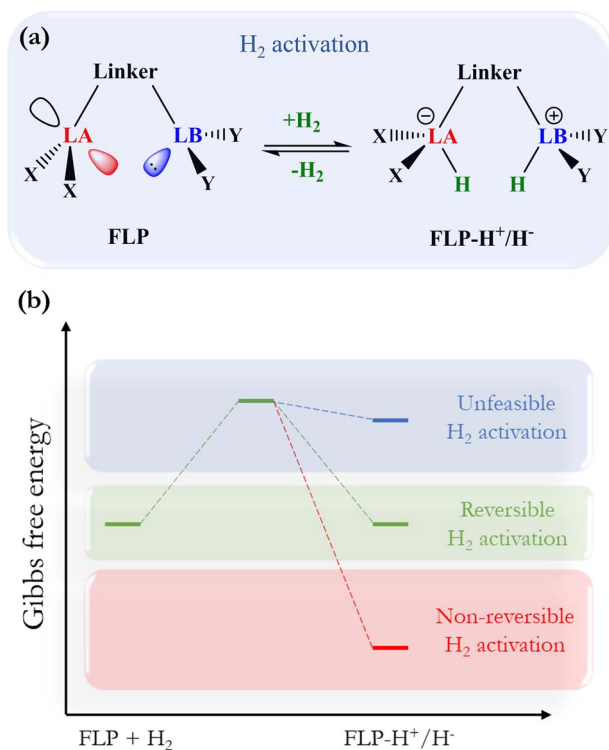 (a)
H₂ activation
Linker
LA
LB
X
X
Y
Y
FLP
+H₂
-H₂
Linker
⊖
⊕
LA
LB
X
X
H
H
Y
Y
FLP-H⁺/H⁻
(b)
Gibbs free energy
Unfeasible
H₂ activation
Reversible
H₂ activation
Non-reversible
H₂ activation
FLP + H₂
FLP-H⁺/H⁻